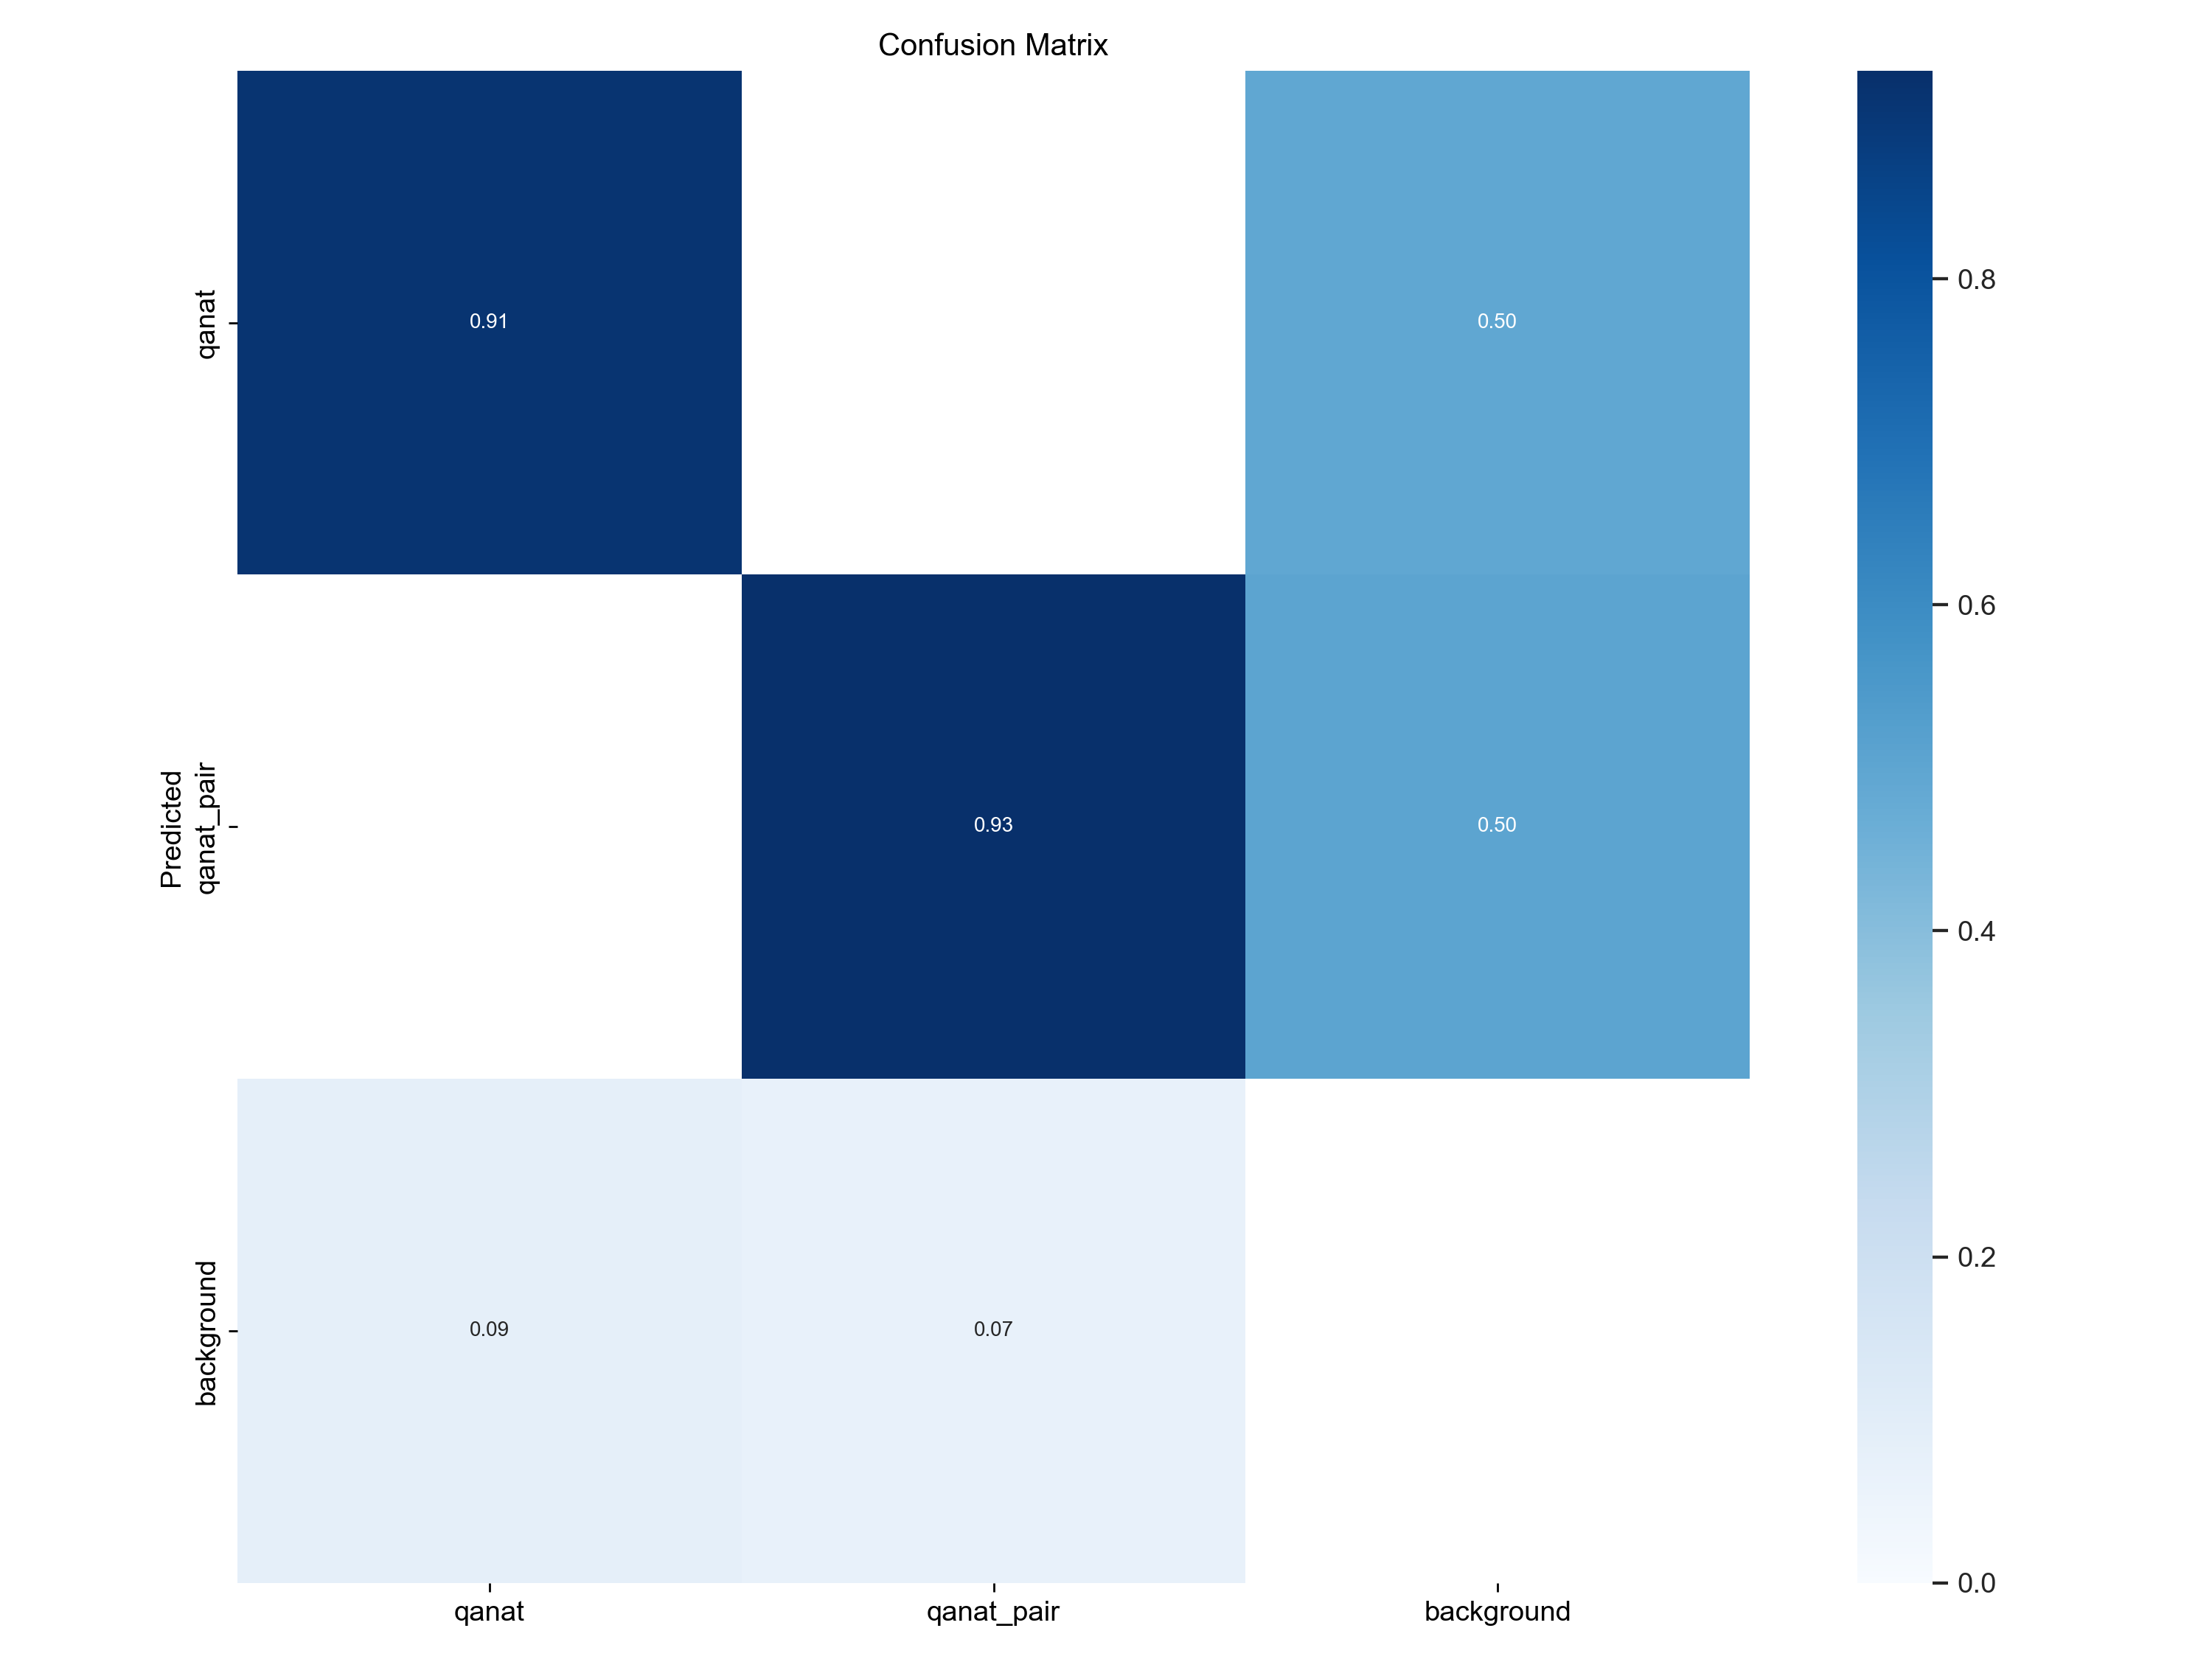 Confusion Matrix
qanat
0.91
0.50
0.8
0.6
Predicted
qanat_pair
0.93
0.50
0.4
background
0.09
0.07
0.2
0.0
qanat
qanat_pair
background